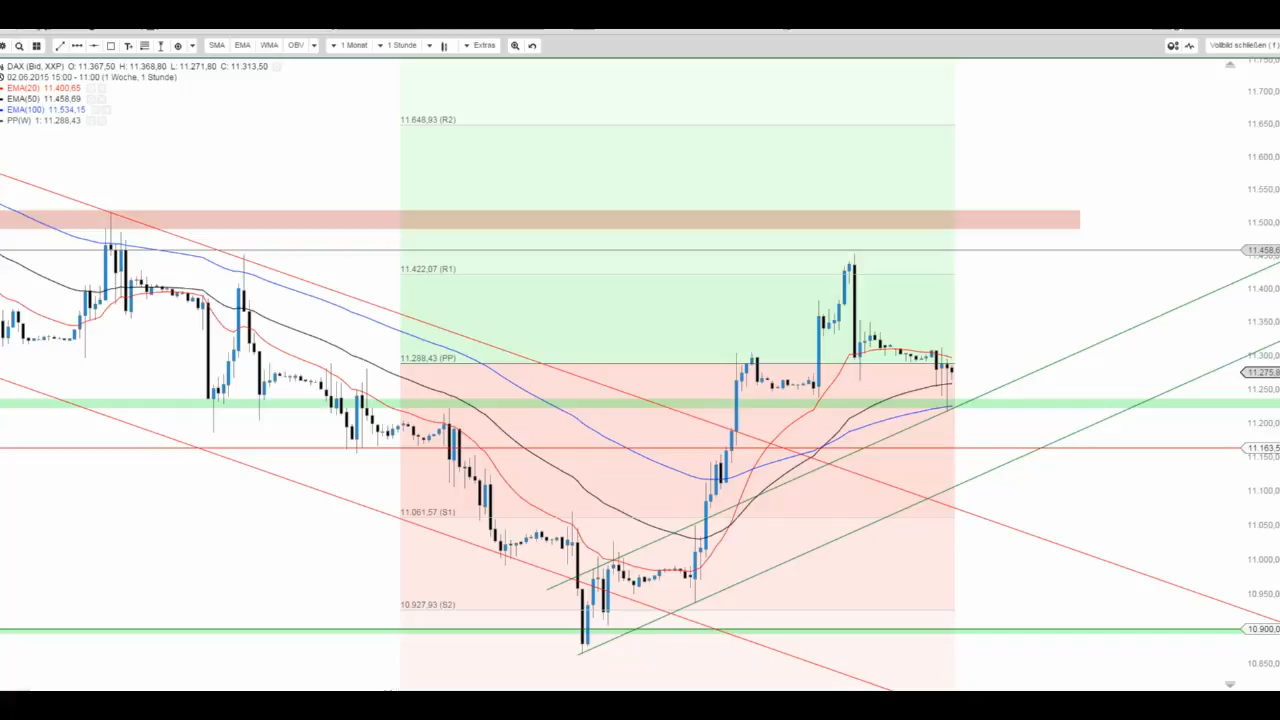 SMA EMA WMA OBV 1 Monat 1 Stunde Extras Vollbild schließen ( f )
DAX (Bid, XXP) O: 11.367,50 H: 11.368,80 L: 11.271,80 C: 11.313,50
02.06.2015 15:00 - 11:00 (1 Woche, 1 Stunde)
EMA(20) 11.400,65
EMA(50) 11.458,69
EMA(100) 11.534,15
PP(W) 1: 11.288,43
11.648,93 (R2)
11.422,07 (R1)
11.288,43 (PP)
11.061,57 (S1)
10.927,93 (S2)
11.750,0
11.700,0
11.650,0
11.600,0
11.550,0
11.500,0
11.458,6
11.400,0
11.350,0
11.300,0
11.275,8
11.250,0
11.200,0
11.163,5
11.150,0
11.100,0
11.050,0
11.000,0
10.950,0
10.900,0
10.850,0